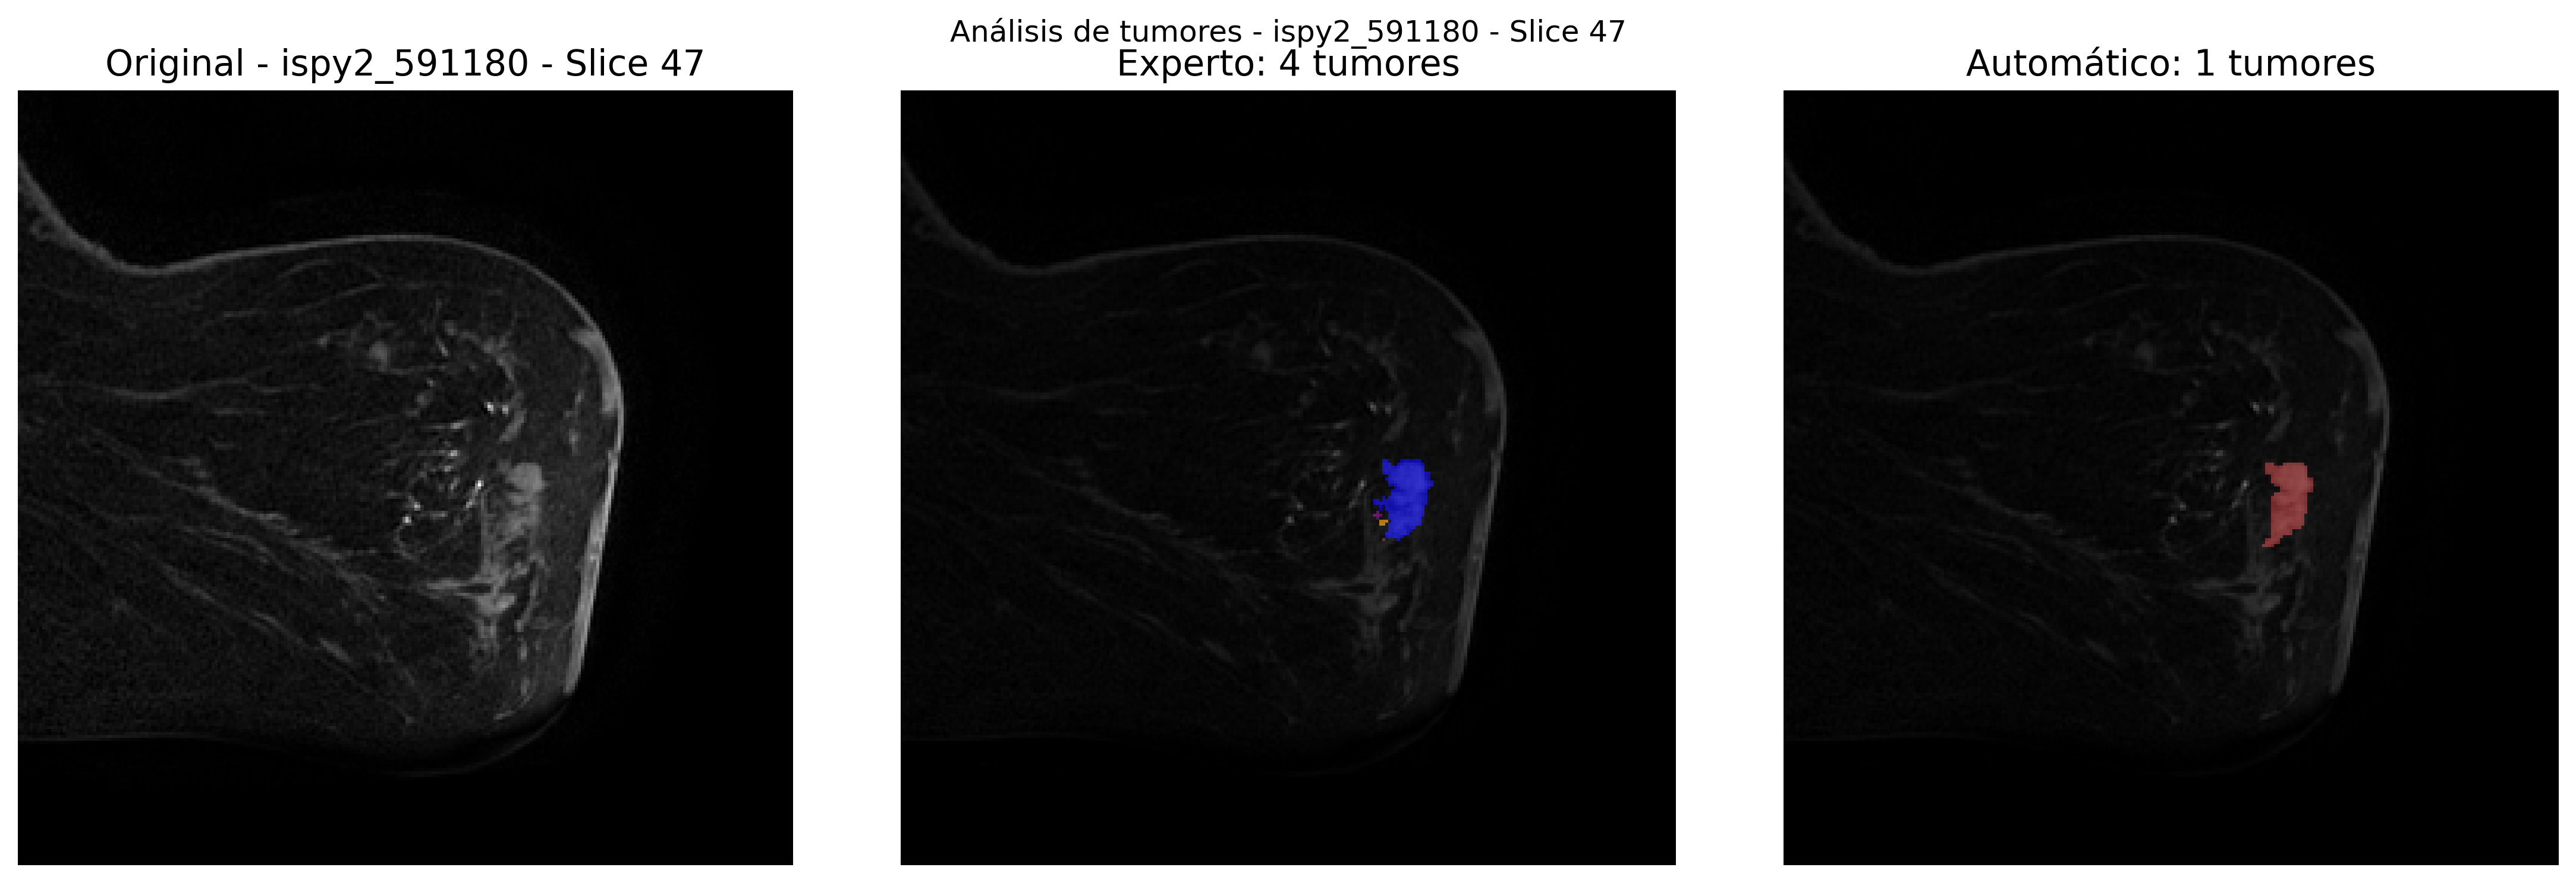 Análisis de tumores - ispy2_591180 - Slice 47
Original - ispy2_591180 - Slice 47
Experto: 4 tumores
Automático: 1 tumores